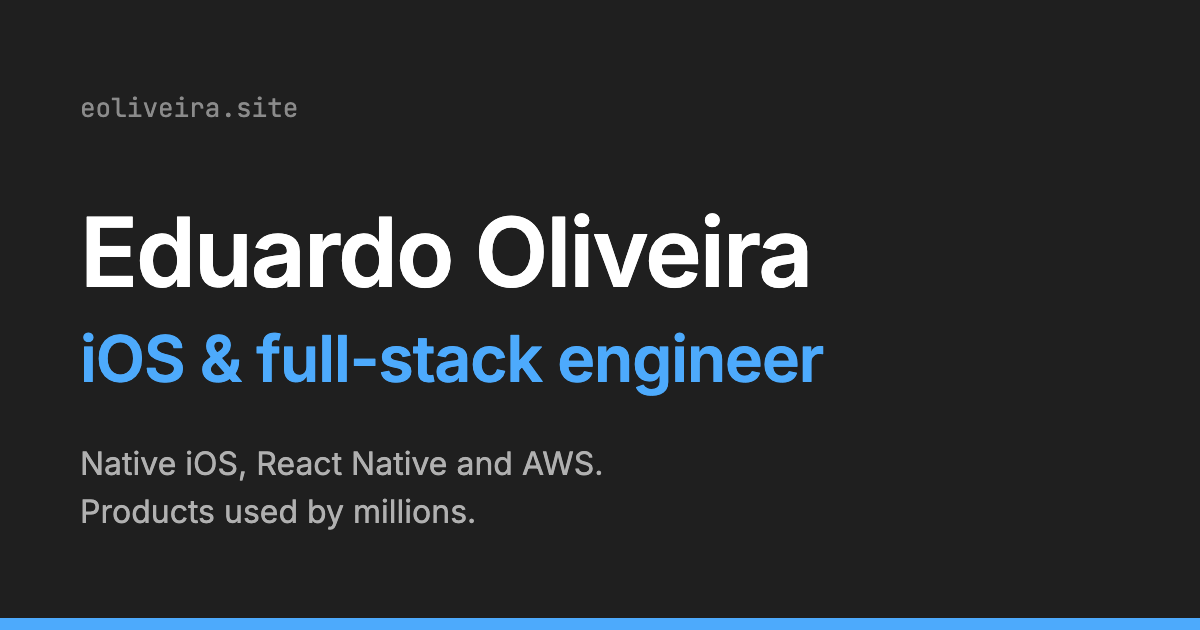 eoliveira.site
Eduardo Oliveira
iOS & full-stack engineer
Native iOS, React Native and AWS.
Products used by millions.